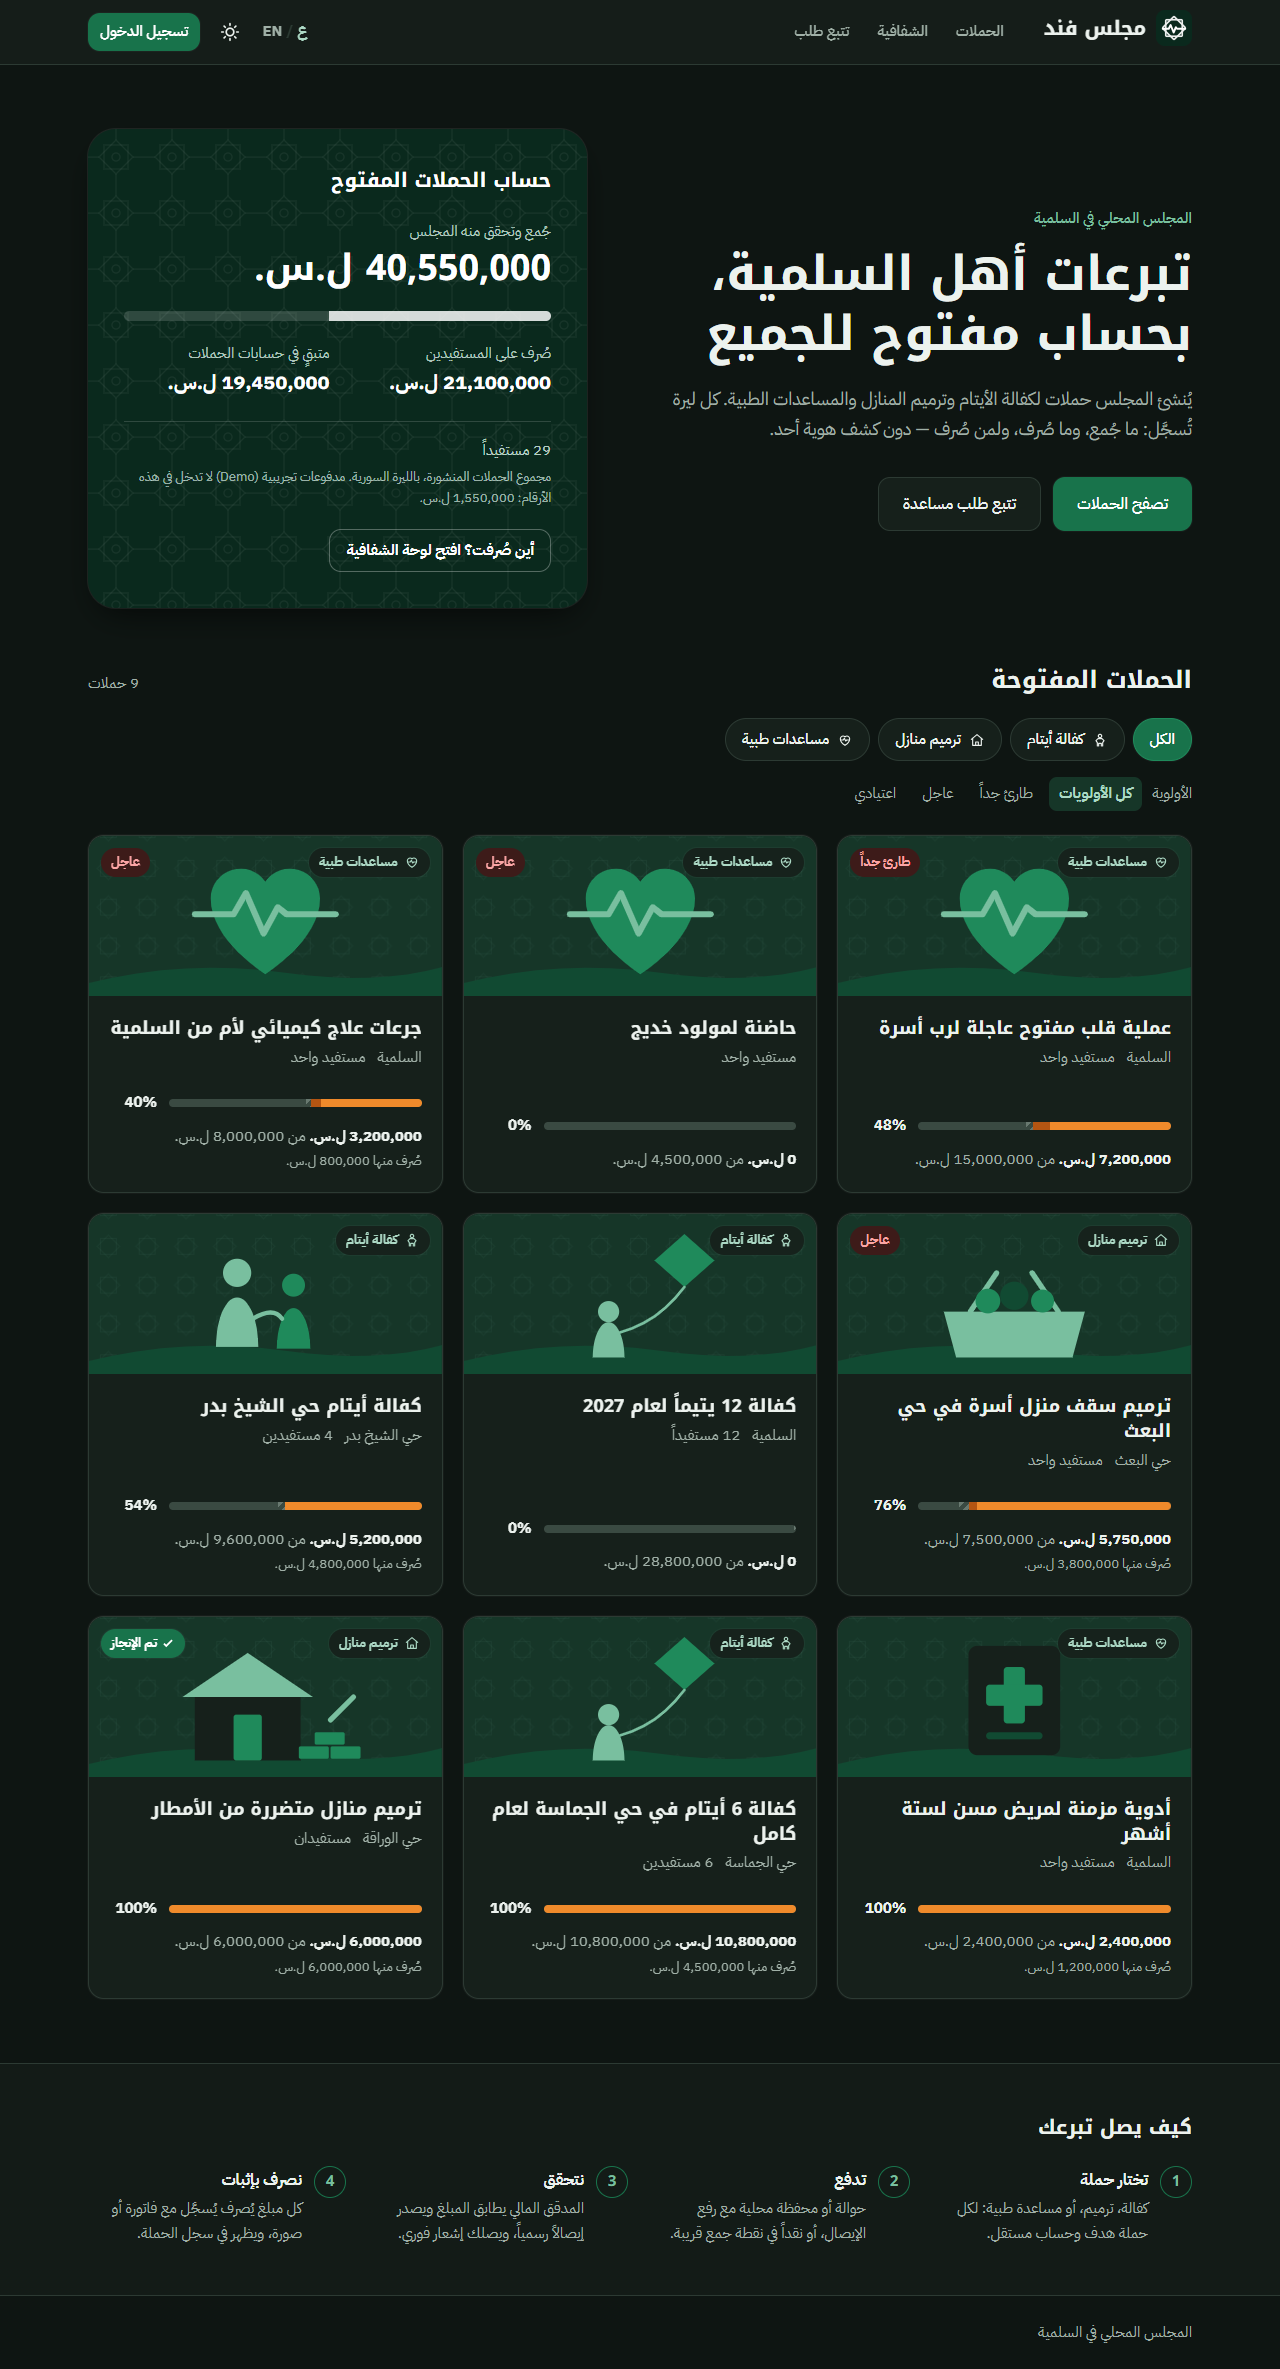 مجلس فند
الحملات
الشفافية
تتبع طلب
ع / EN
تسجيل الدخول
المجلس المحلي في السلمية
تبرعات أهل السلمية،
بحساب مفتوح للجميع
يُنشئ المجلس حملات لكفالة الأيتام وترميم المنازل والمساعدات الطبية. كل ليرة
تُسجَّل: ما جُمع، وما صُرف، ولمن صُرف — دون كشف هوية أحد.
تصفح الحملات
تتبع طلب مساعدة
حساب الحملات المفتوح
جُمع وتحقق منه المجلس
40,550,000 ل.س.
صُرف على المستفيدين
متبقٍ في حسابات الحملات
21,100,000 ل.س.
19,450,000 ل.س.
29 مستفيداً
مجموع الحملات المنشورة، بالليرة السورية. مدفوعات تجريبية (Demo) لا تدخل في هذه
الأرقام: 1,550,000 ل.س.
أين صُرفت؟ افتح لوحة الشفافية
الحملات المفتوحة
9 حملات
الكل
كفالة أيتام
ترميم منازل
مساعدات طبية
الأولوية
كل الأولويات
طارئ جداً
عاجل
اعتيادي
مساعدات طبية
طارئ جداً
عملية قلب مفتوح عاجلة لرب أسرة
السلمية مستفيد واحد
48%
7,200,000 ل.س. من 15,000,000 ل.س.
مساعدات طبية
عاجل
حاضنة لمولود خديج
مستفيد واحد
0%
0 ل.س. من 4,500,000 ل.س.
مساعدات طبية
عاجل
جرعات علاج كيميائي لأم من السلمية
السلمية مستفيد واحد
40%
3,200,000 ل.س. من 8,000,000 ل.س.
صُرف منها 800,000 ل.س.
ترميم منازل
عاجل
ترميم سقف منزل أسرة في حي
البعث
حي البعث مستفيد واحد
76%
5,750,000 ل.س. من 7,500,000 ل.س.
صُرف منها 3,800,000 ل.س.
كفالة أيتام
كفالة 12 يتيماً لعام 2027
السلمية 12 مستفيداً
0%
0 ل.س. من 28,800,000 ل.س.
كفالة أيتام
كفالة أيتام حي الشيخ بدر
حي الشيخ بدر 4 مستفيدين
54%
5,200,000 ل.س. من 9,600,000 ل.س.
صُرف منها 4,800,000 ل.س.
مساعدات طبية
أدوية مزمنة لمريض مسن لستة
أشهر
السلمية مستفيد واحد
100%
2,400,000 ل.س. من 2,400,000 ل.س.
صُرف منها 1,200,000 ل.س.
كفالة أيتام
كفالة 6 أيتام في حي الجماسة لعام
كامل
حي الجماسة 6 مستفيدين
100%
10,800,000 ل.س. من 10,800,000 ل.س.
صُرف منها 4,500,000 ل.س.
ترميم منازل
تم الإنجاز
ترميم منازل متضررة من الأمطار
حي الوراقة مستفيدان
100%
6,000,000 ل.س. من 6,000,000 ل.س.
صُرف منها 6,000,000 ل.س.
كيف يصل تبرعك
1
تختار حملة
كفالة، ترميم، أو مساعدة طبية: لكل
حملة هدف وحساب مستقل.
2
تدفع
حوالة أو محفظة محلية مع رفع
الإيصال، أو نقداً في نقطة جمع قريبة.
3
نتحقق
المدقق المالي يطابق المبلغ ويصدر
إيصالاً رسمياً، ويصلك إشعار فوري.
4
نصرف بإثبات
كل مبلغ يُصرف يُسجَّل مع فاتورة أو
صورة، ويظهر في سجل الحملة.
المجلس المحلي في السلمية